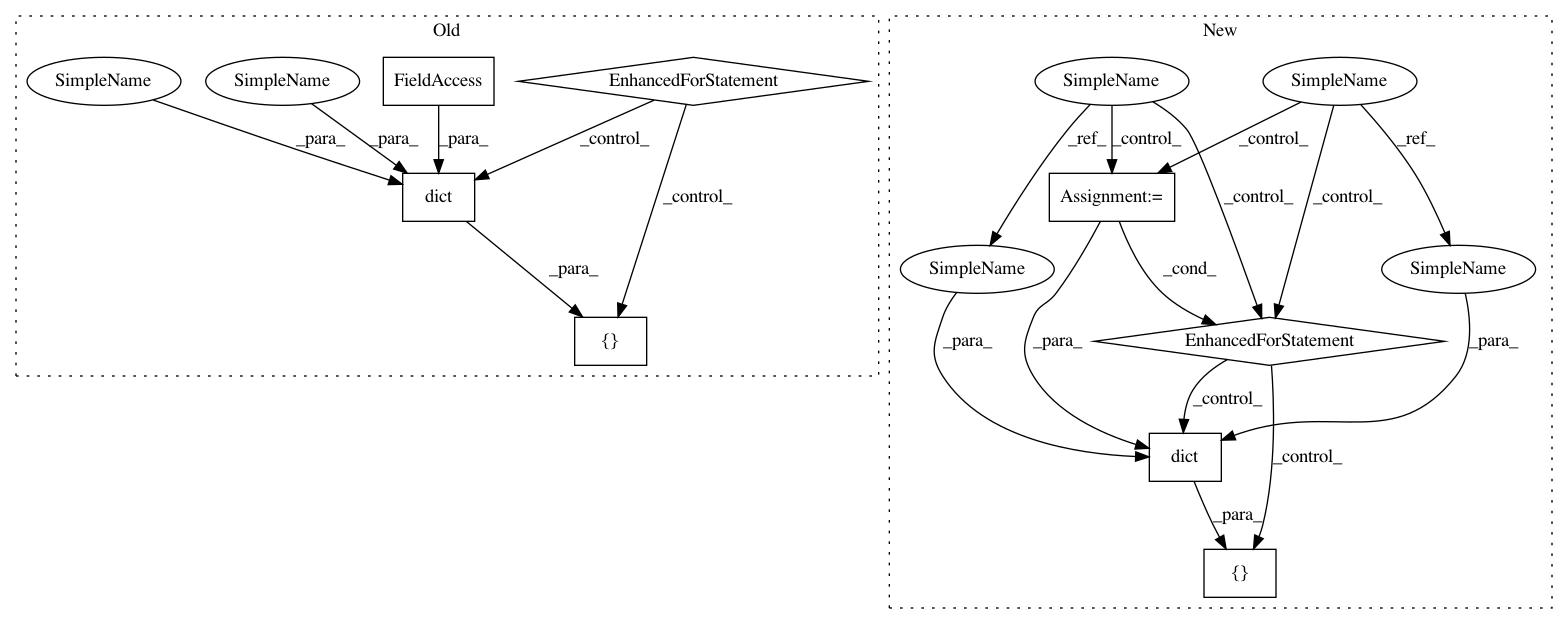 Old
New
SimpleName
SimpleName
FieldAccess
EnhancedForStatement
SimpleName
SimpleName
_para_
_para_
_para_
_control_
_ref_
_control_
_control_
_ref_
dict
_control_
Assignment:=
_control_
_control_
_para_
SimpleName
_cond_
SimpleName
{}
_para_
_para_
EnhancedForStatement
_para_
_control_
dict
_control_
_para_
{}